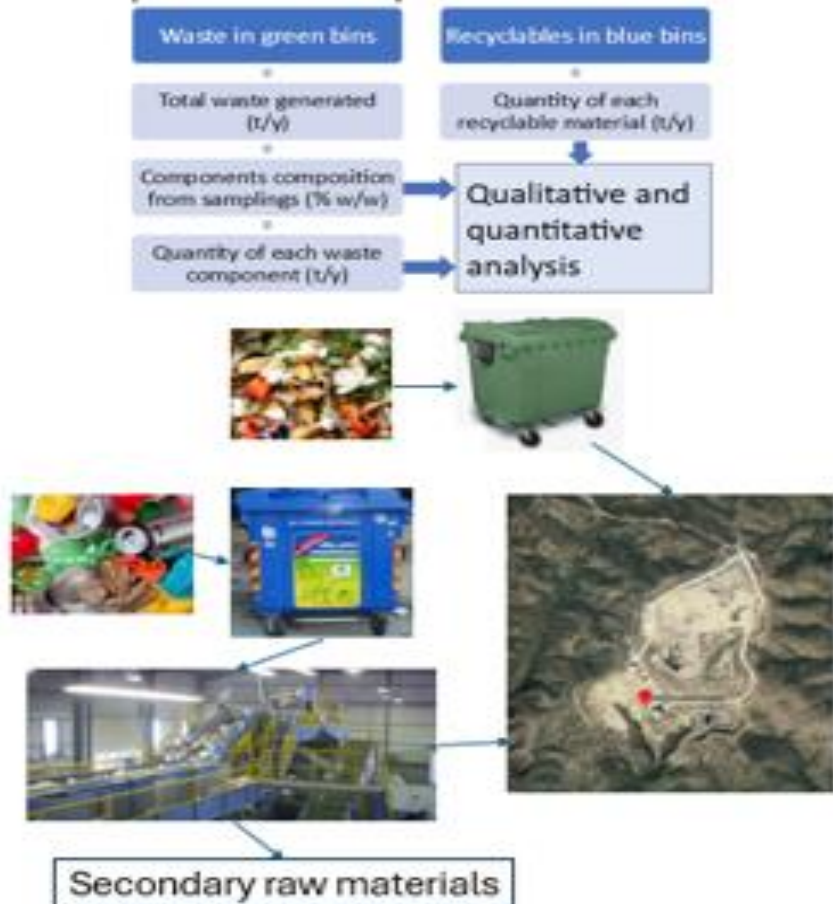 Waste in green bins
Recyclables in blue bins
Total waste generated
(t/y)
Quantity of each
recyclable material (t/y)
Components composition
from samplings (% w/w)
Quantity of each waste
component (t/y)
Qualitative and
quantitative
analysis
Secondary raw materials